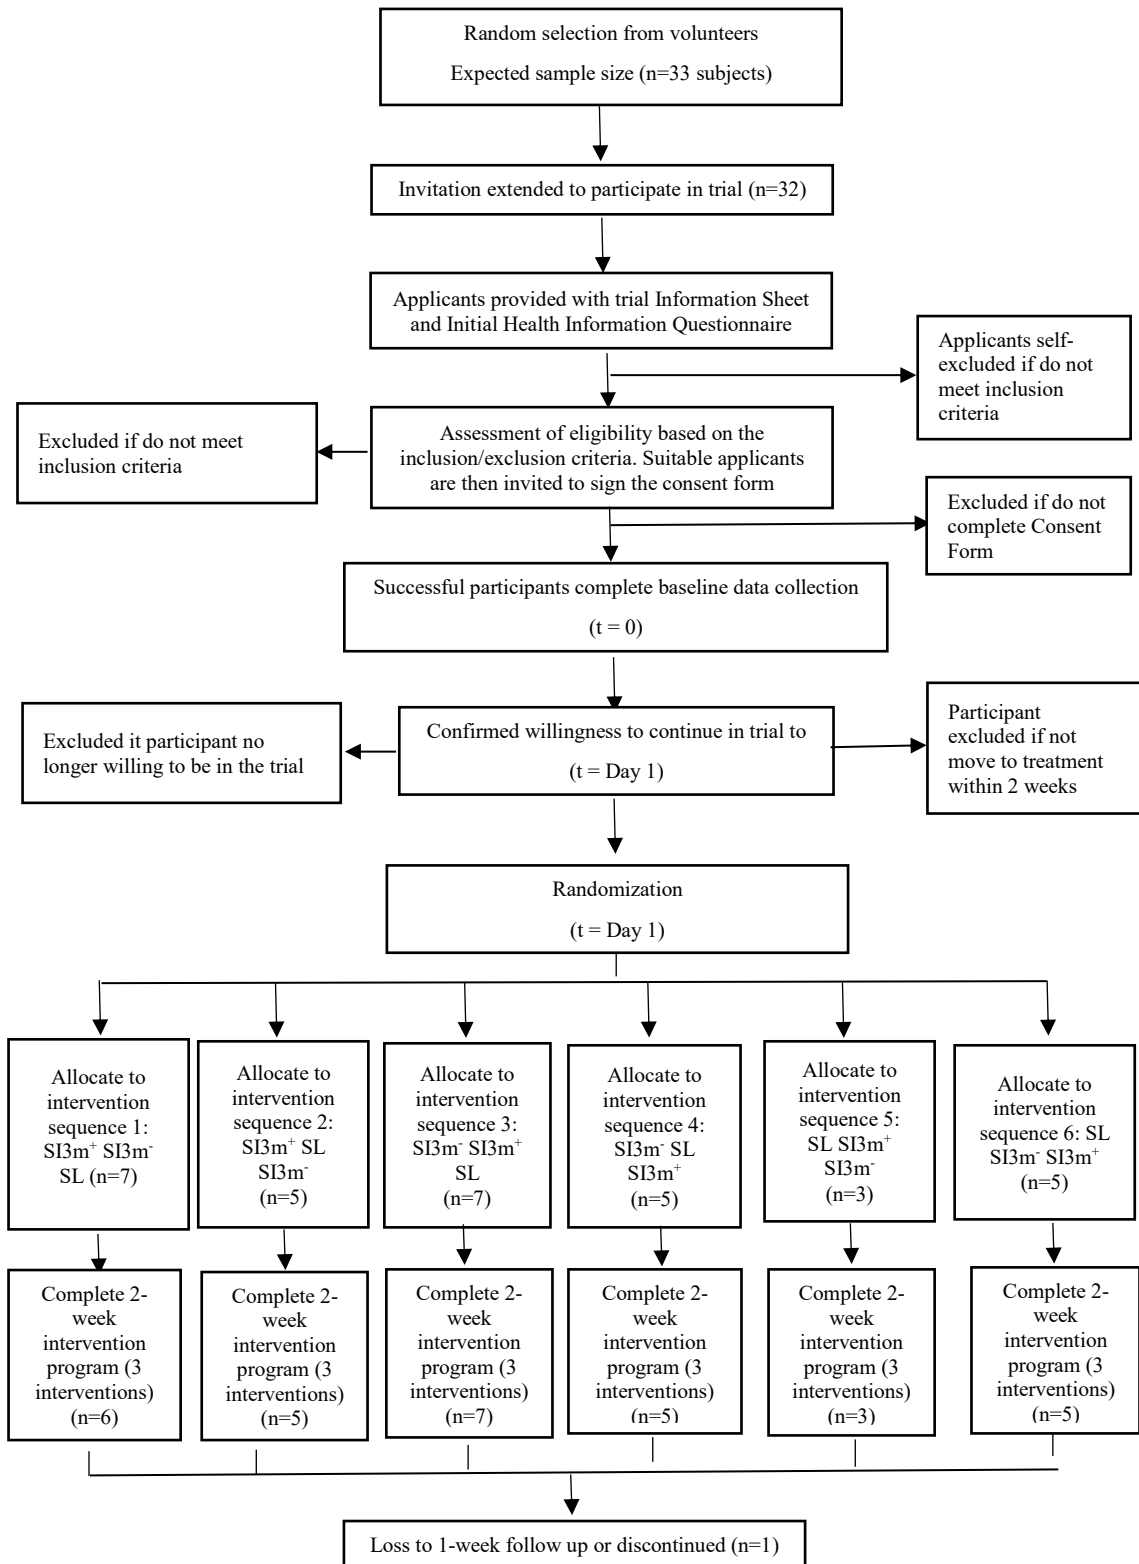 Random selection from volunteers
Expected sample size (n=33 subjects)
Invitation extended to participate in trial (n=32)
Applicants provided with trial Information Sheet
and Initial Health Information Questionnaire
Applicants self-
excluded if do not
meet inclusion
criteria
Excluded if do not meet
inclusion criteria
Assessment of eligibility based on the
inclusion/exclusion criteria. Suitable applicants
are then invited to sign the consent form
Excluded if do not
complete Consent
Form
Successful participants complete baseline data collection
(t = 0)
Excluded it participant no
longer willing to be in the trial
Confirmed willingness to continue in trial to
(t = Day 1)
Participant
excluded if not
move to treatment
within 2 weeks
Randomization
(t = Day 1)
Allocate to
intervention
sequence 1:
SI3m⁺ SI3m⁻
SL (n=7)
Allocate to
intervention
sequence 2:
SI3m⁺ SL
SI3m⁻
(n=5)
Allocate to
intervention
sequence 3:
SI3m⁻ SI3m⁺
SL
(n=7)
Allocate to
intervention
sequence 4:
SI3m⁻ SL
SI3m⁺
(n=5)
Allocate to
intervention
sequence 5:
SL SI3m⁺
SI3m⁻
(n=3)
Allocate to
intervention
sequence 6: SL
SI3m⁻ SI3m⁺
(n=5)
Complete 2-
week
intervention
program (3
interventions)
(n=6)
Complete 2-
week
intervention
program (3
interventions)
(n=5)
Complete 2-
week
intervention
program (3
interventions)
(n=7)
Complete 2-
week
intervention
program (3
interventions)
(n=5)
Complete 2-
week
intervention
program (3
interventions)
(n=3)
Complete 2-
week
intervention
program (3
interventions)
(n=5)
Loss to 1-week follow up or discontinued (n=1)